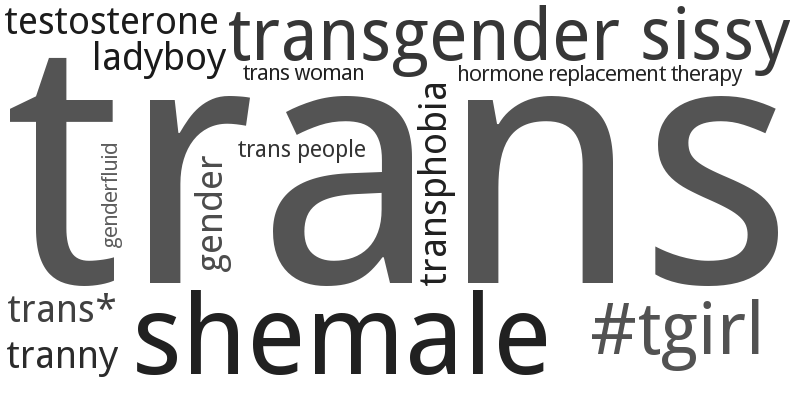 testosterone
transgender sissy
ladyboy
trans woman
hormone replacement therapy
trans
genderfluid
gender
trans people
transphobia
trans*
shemale
#tgirl
tranny